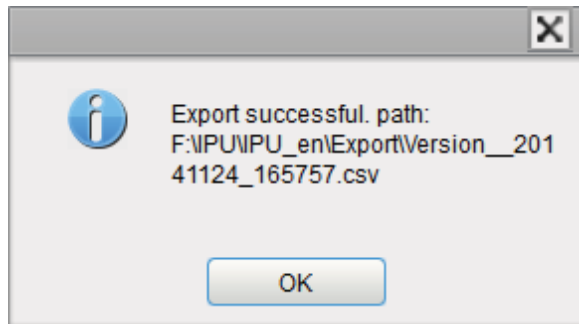 Export successful. path:
F:\IPU\IPU_en\Export\Version__201
41124_165757.csv
OK